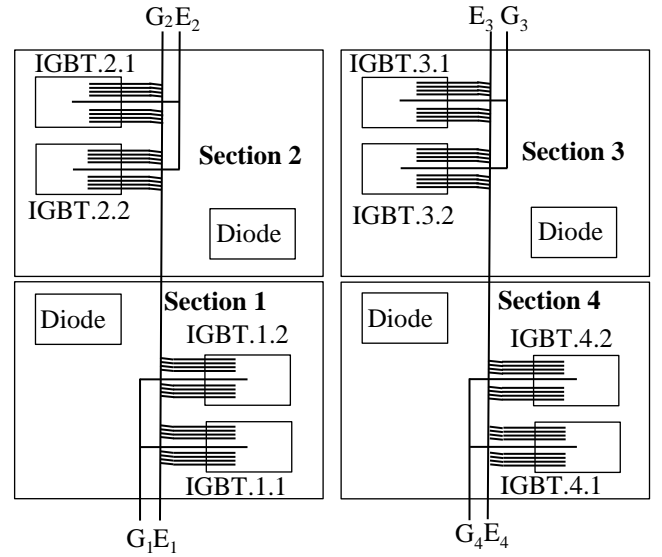 G2E2
E3 G3
IGBT.2.1
IGBT.3.1
Section 2
Section 3
IGBT.2.2
IGBT.3.2
Diode
Diode
Section 1
Section 4
Diode
Diode
IGBT.1.2
IGBT.4.2
IGBT.1.1
IGBT.4.1
G1E1
G4E4